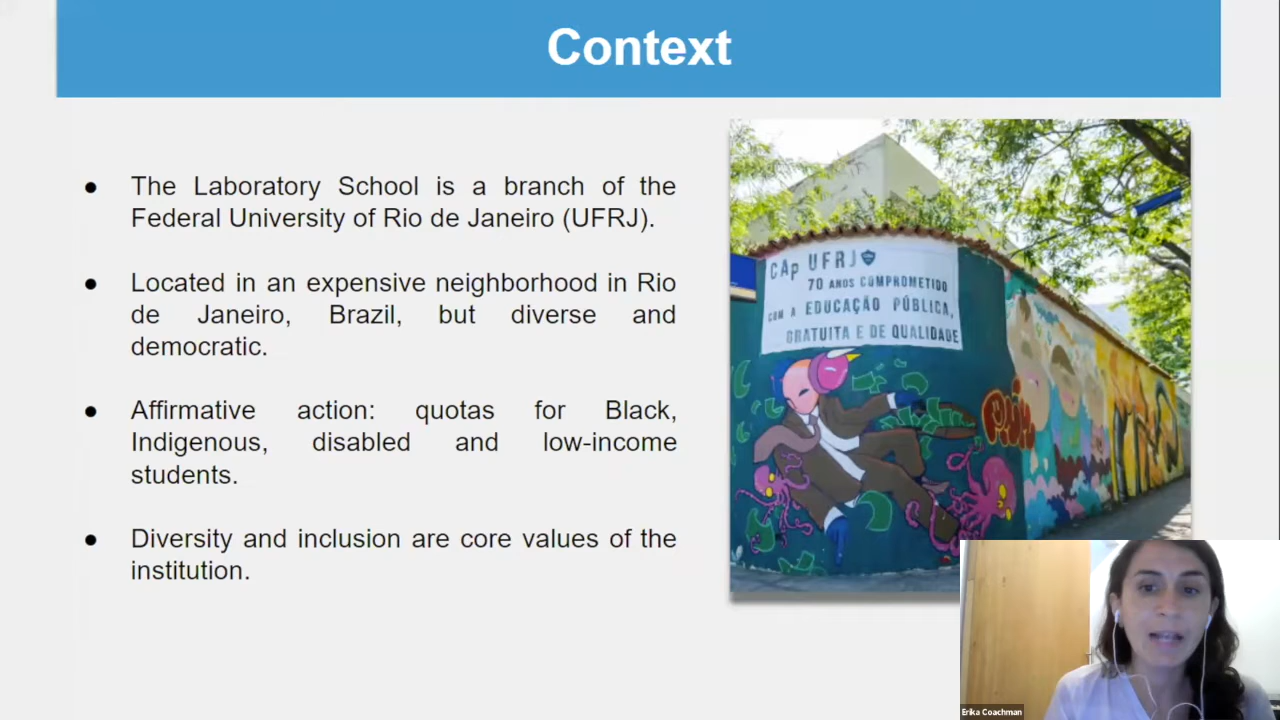 Context
● The Laboratory School is a branch of the
Federal University of Rio de Janeiro (UFRJ).
● Located in an expensive neighborhood in Rio
de Janeiro, Brazil, but diverse and
democratic.
● Affirmative action: quotas for Black,
Indigenous, disabled and low-income
students.
● Diversity and inclusion are core values of the
institution.
CAp UFRJ
70 ANOS COMPROMETIDO
COM A EDUCAÇÃO PÚBLICA,
GRATUITA E DE QUALIDADE
Erika Coachman